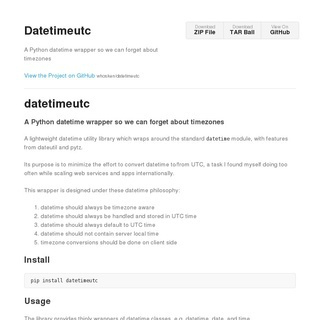 Datetimeutc
Download
ZIP File
Download
TAR Ball
View On
GitHub
A Python datetime wrapper so we can forget about
timezones
View the Project on GitHub
datetimeutc
A Python datetime wrapper so we can forget about timezones
A lightweight datetime utility library which wraps around the standard datetime module, with features
from dateutil and pytz.
Its purpose is to minimize the effort to convert datetime to/from UTC, a task I found myself doing too
often while scaling web services and apps internationally.
This wrapper is designed under these datetime philosophy:
1. datetime should always be timezone aware
2. datetime should always be handled and stored in UTC time
3. datetime should always default to UTC time
4. datetime should not contain server local time
5. timezone conversions should be done on client side
Install
pip install datetimeutc
Usage
The library provides thinly wrappers of datetime classes, e.g. datetime, date, and time.